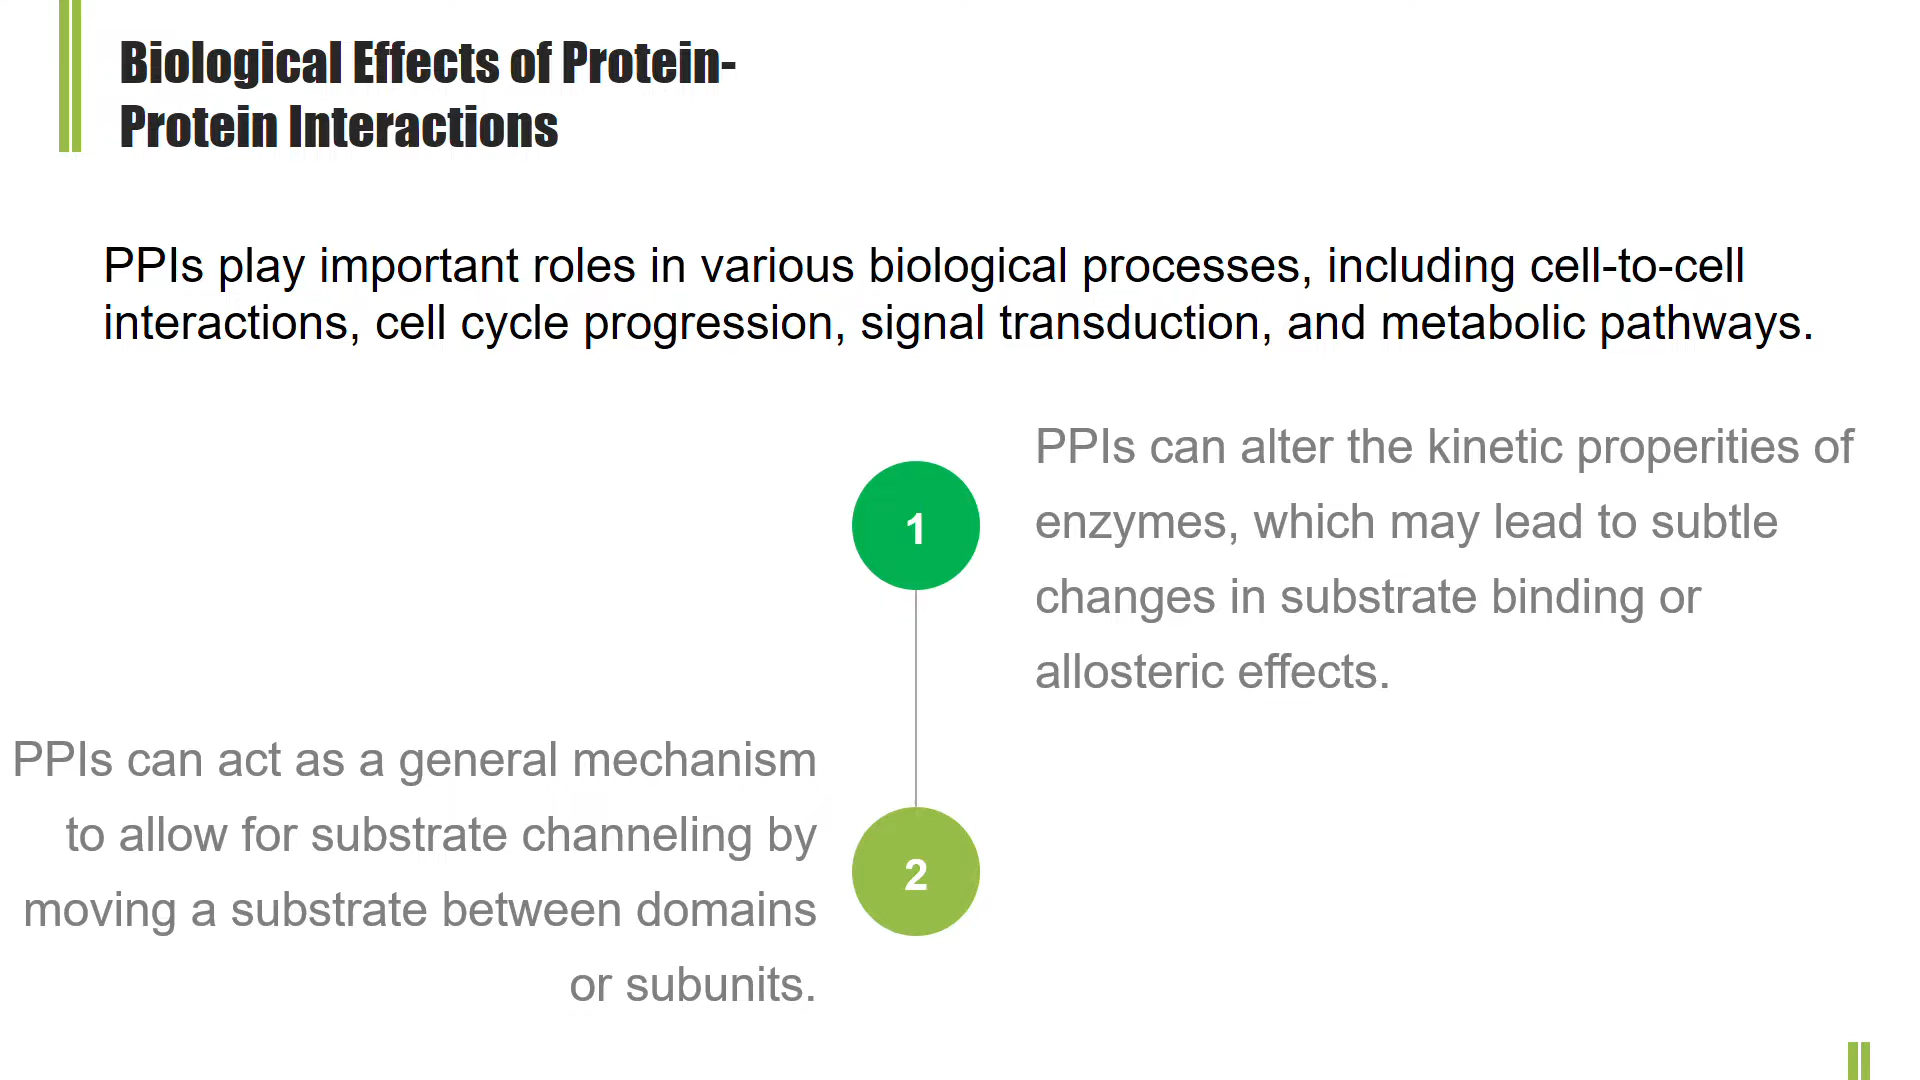 Biological Effects of Protein-
Protein Interactions
PPIs play important roles in various biological processes, including cell-to-cell
interactions, cell cycle progression, signal transduction, and metabolic pathways.
1
PPIs can alter the kinetic properities of
enzymes, which may lead to subtle
changes in substrate binding or
allosteric effects.
2
PPIs can act as a general mechanism
to allow for substrate channeling by
moving a substrate between domains
or subunits.